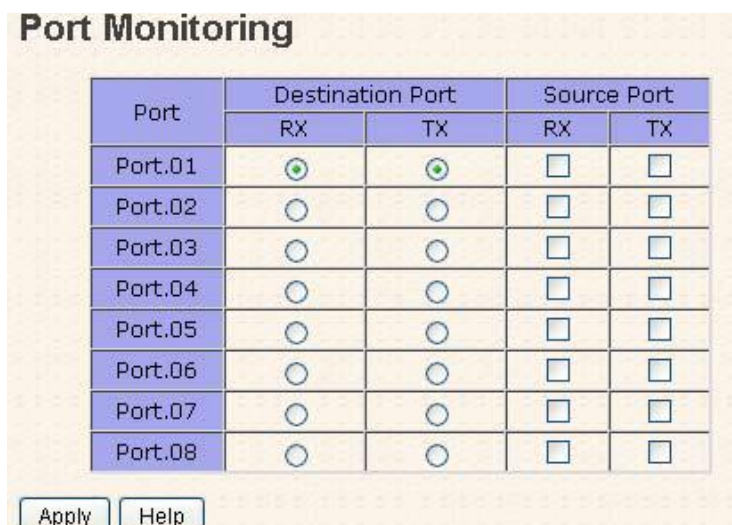 Port Monitoring
Port Destination Port Source Port
RX TX RX TX
Port.01
Port.02
Port.03
Port.04
Port.05
Port.06
Port.07
Port.08
Apply Help